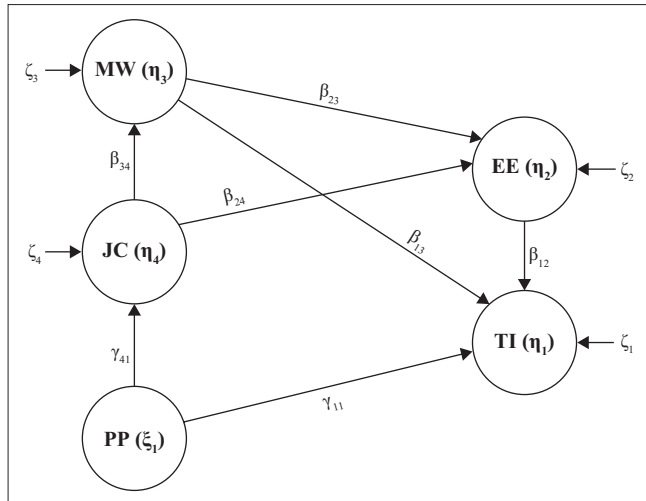 MW (η₃)
ζ₃
β₂₃
β₃₄
EE (η₂)
ζ₂
β₂₄
JC (η₄)
ζ₄
β₁₃
β₁₂
TI (η₁)
ζ₁
γ₄₁
γ₁₁
PP (ξ₁)